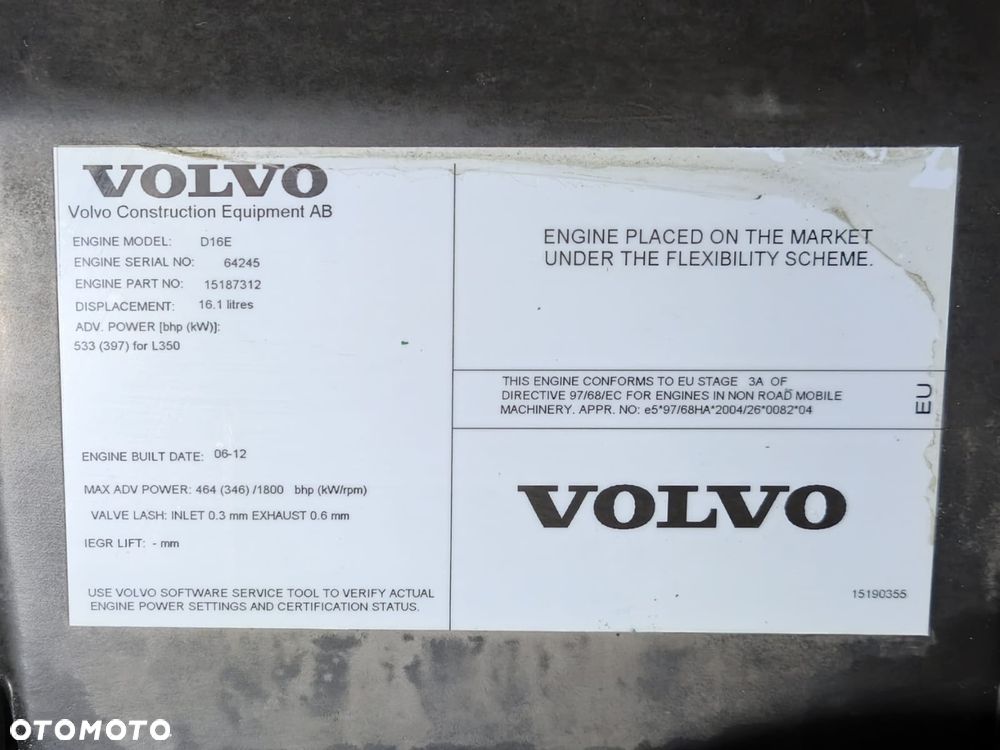 VOLVO
Volvo Construction Equipment AB
ENGINE MODEL: D16E
ENGINE SERIAL NO: 64245
ENGINE PART NO: 15187312
DISPLACEMENT: 16.1 litres
ADV. POWER [bhp (kW)]:
533 (397) for L350
ENGINE BUILT DATE: 06-12
MAX ADV POWER: 464 (346) /1800 bhp (kW/rpm)
VALVE LASH: INLET 0.3 mm EXHAUST 0.6 mm
IEGR LIFT: - mm
USE VOLVO SOFTWARE SERVICE TOOL TO VERIFY ACTUAL
ENGINE POWER SETTINGS AND CERTIFICATION STATUS.
ENGINE PLACED ON THE MARKET
UNDER THE FLEXIBILITY SCHEME.
THIS ENGINE CONFORMS TO EU STAGE 3A OF
DIRECTIVE 97/68/EC FOR ENGINES IN NON ROAD MOBILE
MACHINERY. APPR. NO: e5*97/68HA*2004/26*0082*04
EU
VOLVO
15190355
OTOMOTO